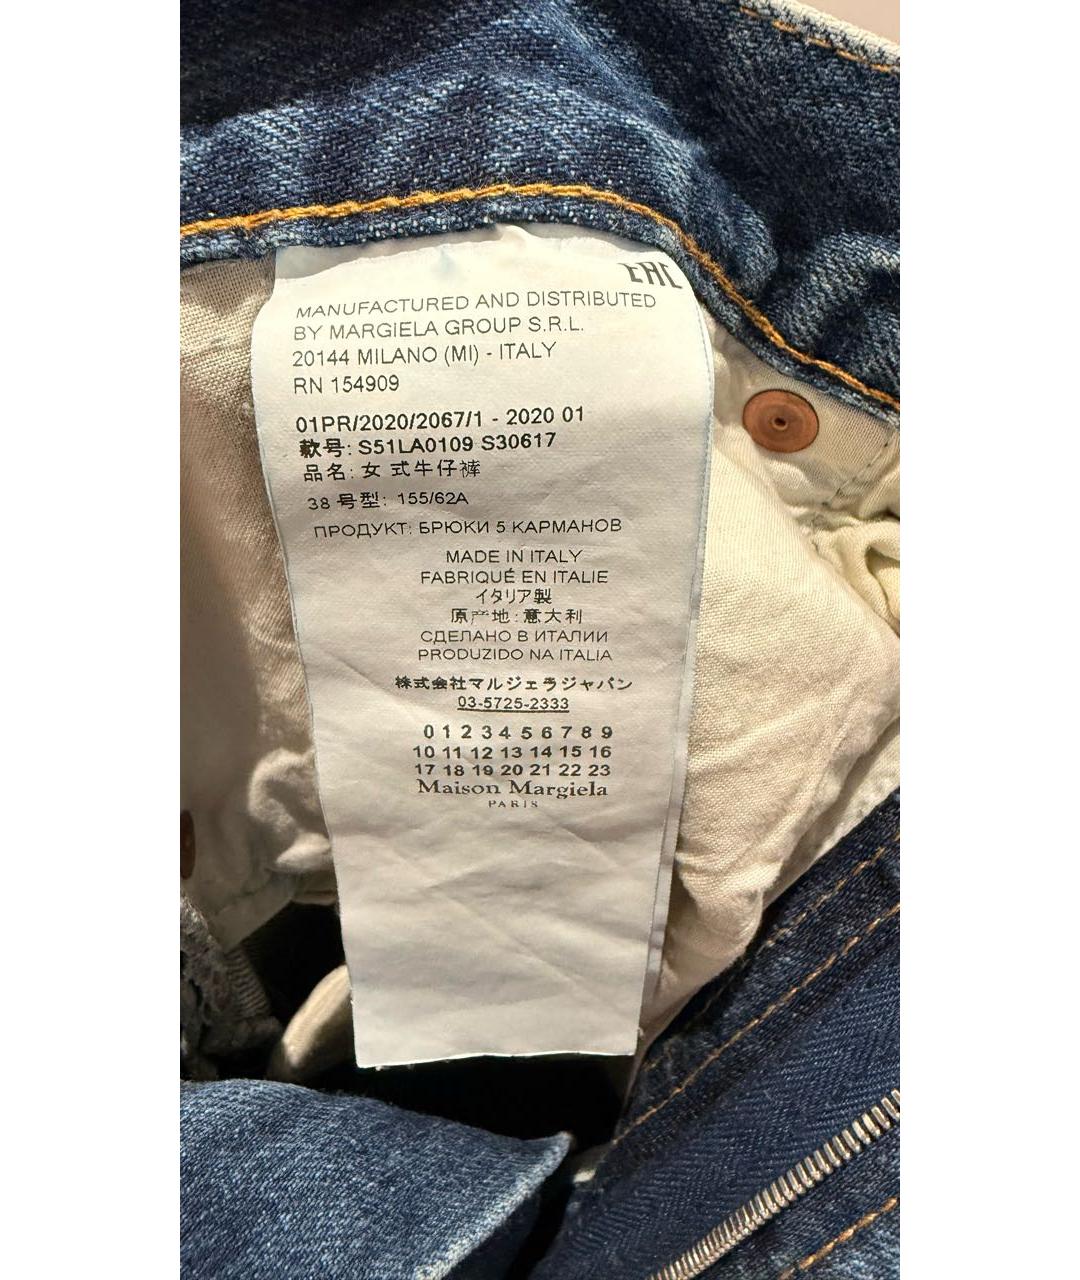 EAC
MANUFACTURED AND DISTRIBUTED
BY MARGIELA GROUP S.R.L.
20144 MILANO (MI) - ITALY
RN 154909
01PR/2020/2067/1 - 2020 01
款号: S51LA0109 S30617
品名: 女 式牛仔裤
38 号型: 155/62A
ПРОДУКТ: БРЮКИ 5 КАРМАНОВ
MADE IN ITALY
FABRIQUÉ EN ITALIE
イタリア製
原产地: 意大利
СДЕЛАНО В ИТАЛИИ
PRODUZIDO NA ITALIA
株式会社マルジェラジャパン
03-5725-2333
0 1 2 3 4 5 6 7 8 9
10 11 12 13 14 15 16
17 18 19 20 21 22 23
Maison Margiela
PARIS